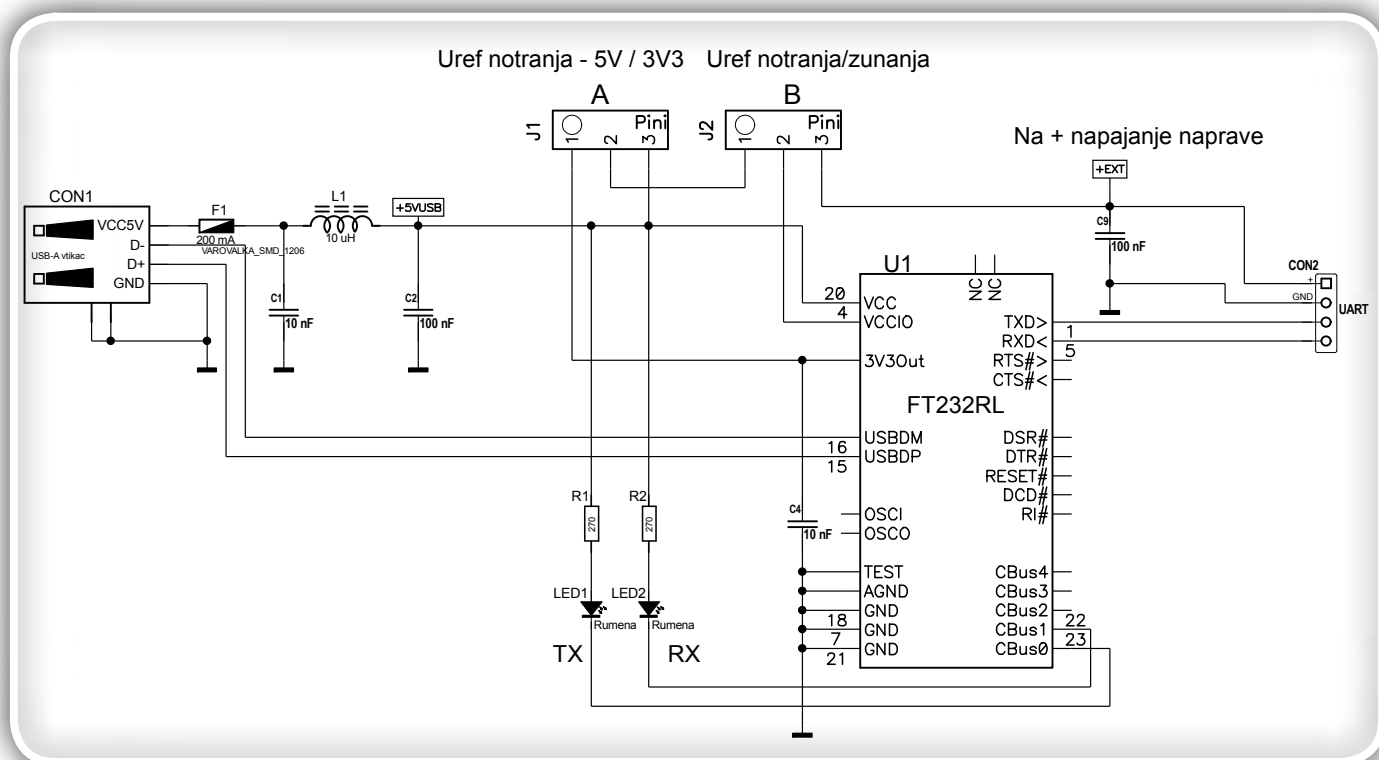 Uref notranja - 5V / 3V3 Uref notranja/zunanja
A B
J1 1 2 3 Pini J2 1 2 3 Pini
Na + napajanje naprave
+EXT
CON1
VCC5V
D-
D+
GND
USB-A vtikac
F1
200 mA
VAROVALKA_SMD_1206
L1
10 uH
+5VUSB
C1
10 nF
C2
100 nF
C9
100 nF
CON2
+
GND
UART
U1
NC NC
20 VCC
4 VCCIO
3V3Out
FT232RL
16 USBDM
15 USBDP
OSCI
OSCO
TEST
AGND
GND
18 GND
7 GND
21
TXD>
RXD< 1
RTS#> 5
CTS#<
DSR#
DTR#
RESET#
DCD#
RI#
CBus4
CBus3
CBus2
CBus1 22
CBus0 23
R1
270
R2
270
C4
10 nF
LED1
Rumena
LED2
Rumena
TX RX